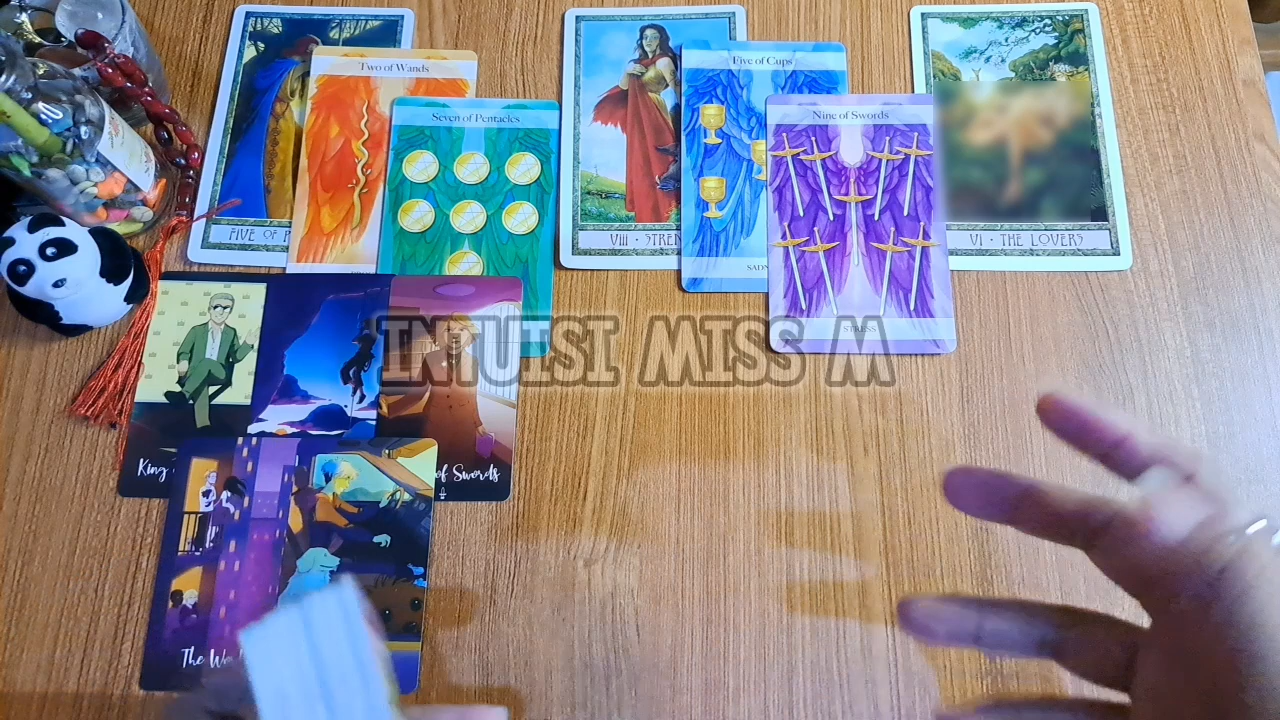 Two of Wands
Seven of Pentacles
FIVE OF
Five of Cups
Nine of Swords
VIII • STREN
VI • THE LOVERS
SADN
STRESS
INTUISI MISS M
King
of Swords
The Wo